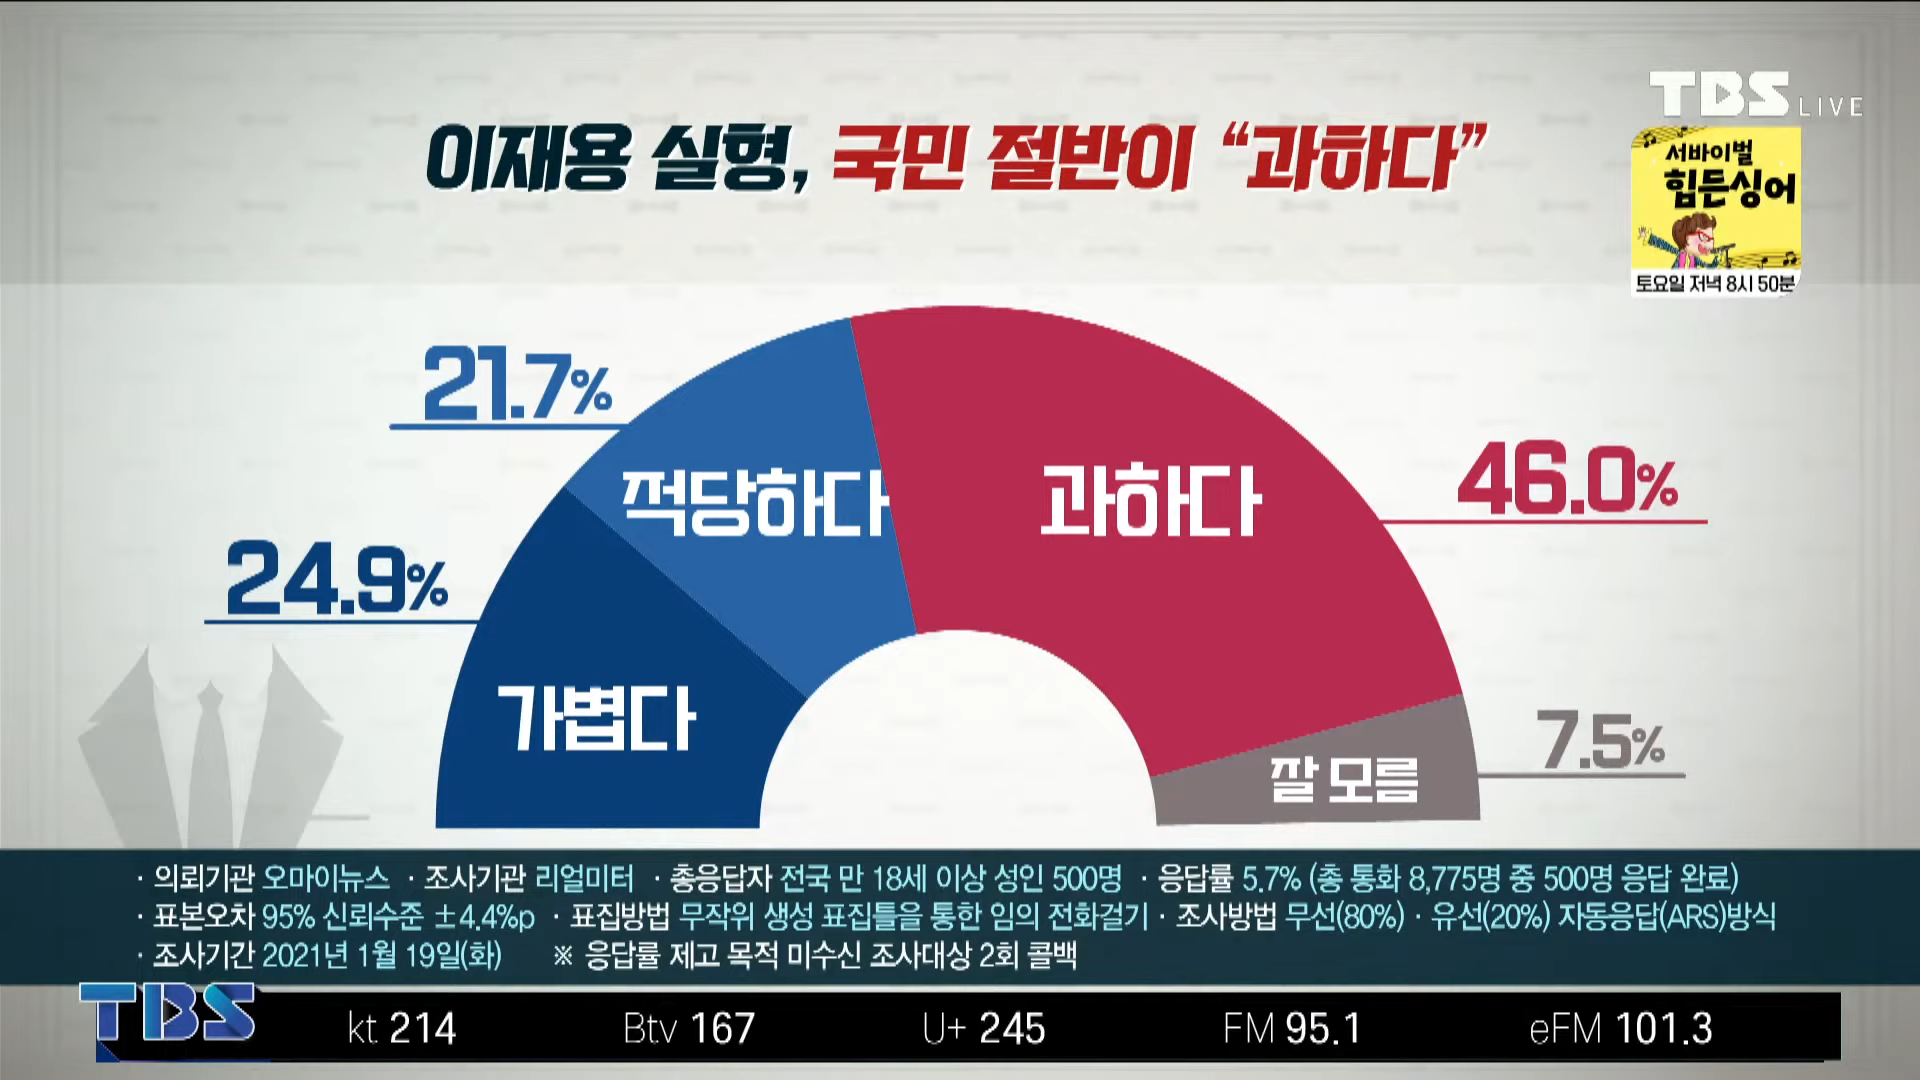 TBS LIVE
이재용 실형, 국민 절반이 “과하다”
서바이벌
힙든싱어
토요일 저녁 8시 50분
21.7%
적당하다
과하다
46.0%
24.9%
가볍다
7.5%
잘 모름
· 의뢰기관 오마이뉴스 · 조사기관 리얼미터 · 총응답자 전국 만 18세 이상 성인 500명 · 응답률 5.7% (총 통화 8,775명 중 500명 응답 완료)
· 표본오차 95% 신뢰수준 ±4.4%p · 표집방법 무작위 생성 표집틀을 통한 임의 전화걸기 · 조사방법 무선(80%) · 유선(20%) 자동응답(ARS)방식
· 조사기간 2021년 1월 19일(화) ※ 응답률 제고 목적 미수신 조사대상 2회 콜백
TBS kt 214 Btv 167 U+ 245 FM 95.1 eFM 101.3